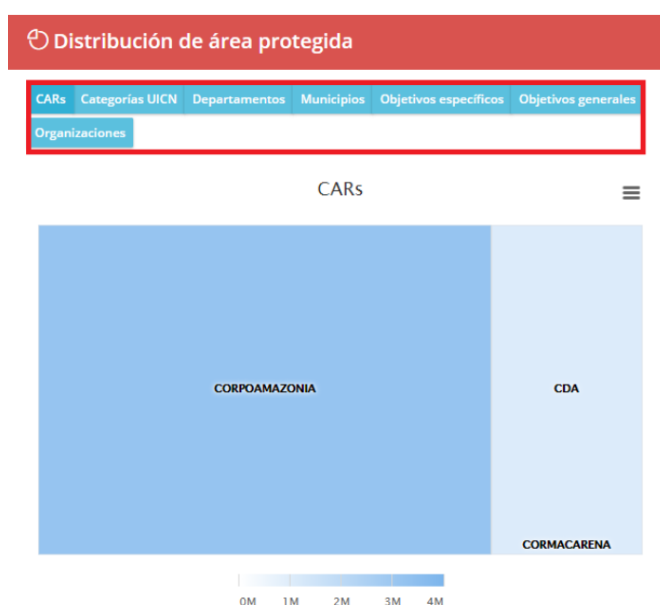 Distribución de área protegida
CARs Categorías UICN Departamentos Municipios Objetivos específicos Objetivos generales
Organizaciones
CARs
CORPOAMAZONIA
CDA
CORMACARENA
0M 1M 2M 3M 4M